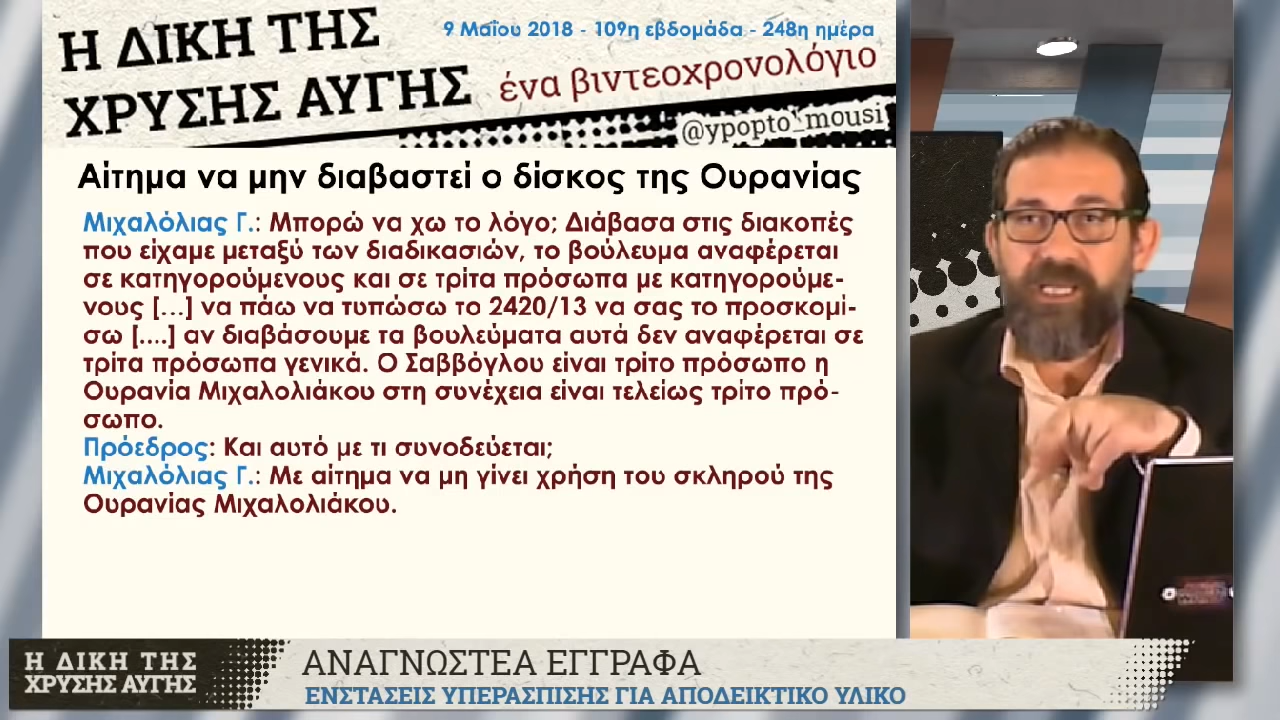 Η ΔΙΚΗ ΤΗΣ
ΧΡΥΣΗΣ ΑΥΓΗΣ
9 Μαΐου 2018 - 109η εβδομάδα - 248η ημέρα
ένα βιντεοχρονολόγιο
@ypopto_mousi
Αίτημα να μην διαβαστεί ο δίσκος της Ουρανίας
Μιχαλόλιας Γ.: Μπορώ να χω το λόγο; Διάβασα στις διακοπές
που είχαμε μεταξύ των διαδικασιών, το βούλευμα αναφέρεται
σε κατηγορούμενους και σε τρίτα πρόσωπα με κατηγορούμε-
νους [...] να πάω να τυπώσω το 2420/13 να σας το προσκομί-
σω [....] αν διαβάσουμε τα βουλεύματα αυτά δεν αναφέρεται σε
τρίτα πρόσωπα γενικά. Ο Σαββόγλου είναι τρίτο πρόσωπο η
Ουρανία Μιχαλολιάκου στη συνέχεια είναι τελείως τρίτο πρό-
σωπο.
Πρόεδρος: Και αυτό με τι συνοδεύεται;
Μιχαλόλιας Γ.: Με αίτημα να μη γίνει χρήση του σκληρού της
Ουρανίας Μιχαλολιάκου.
Η ΔΙΚΗ ΤΗΣ
ΧΡΥΣΗΣ ΑΥΓΗΣ
ΑΝΑΓΝΩΣΤΕΑ ΕΓΓΡΑΦΑ
ΕΝΣΤΑΣΕΙΣ ΥΠΕΡΑΣΠΙΣΗΣ ΓΙΑ ΑΠΟΔΕΙΚΤΙΚΟ ΥΛΙΚΟ